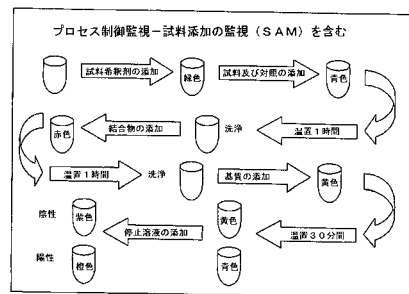 プロセス制御監視－試料添加の監視（SAM）を含む
試料希釈剤の添加
緑色
試料及び対照の添加
青色
赤色
結合物の添加
洗浄
温置1時間
温置1時間
洗浄
基質の添加
黄色
陰性
紫色
停止溶液の添加
黄色
温置30分間
陽性
橙色
青色